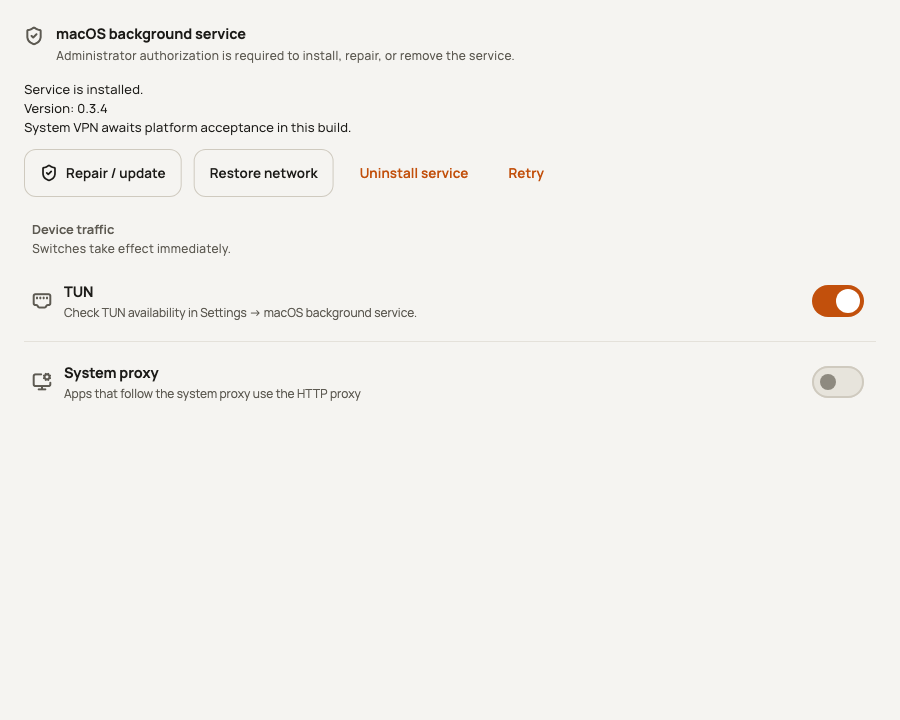 macOS background service
Administrator authorization is required to install, repair, or remove the service.
Service is installed.
Version: 0.3.4
System VPN awaits platform acceptance in this build.
Repair / update
Restore network
Uninstall service
Retry
Device traffic
Switches take effect immediately.
TUN
Check TUN availability in Settings → macOS background service.
System proxy
Apps that follow the system proxy use the HTTP proxy